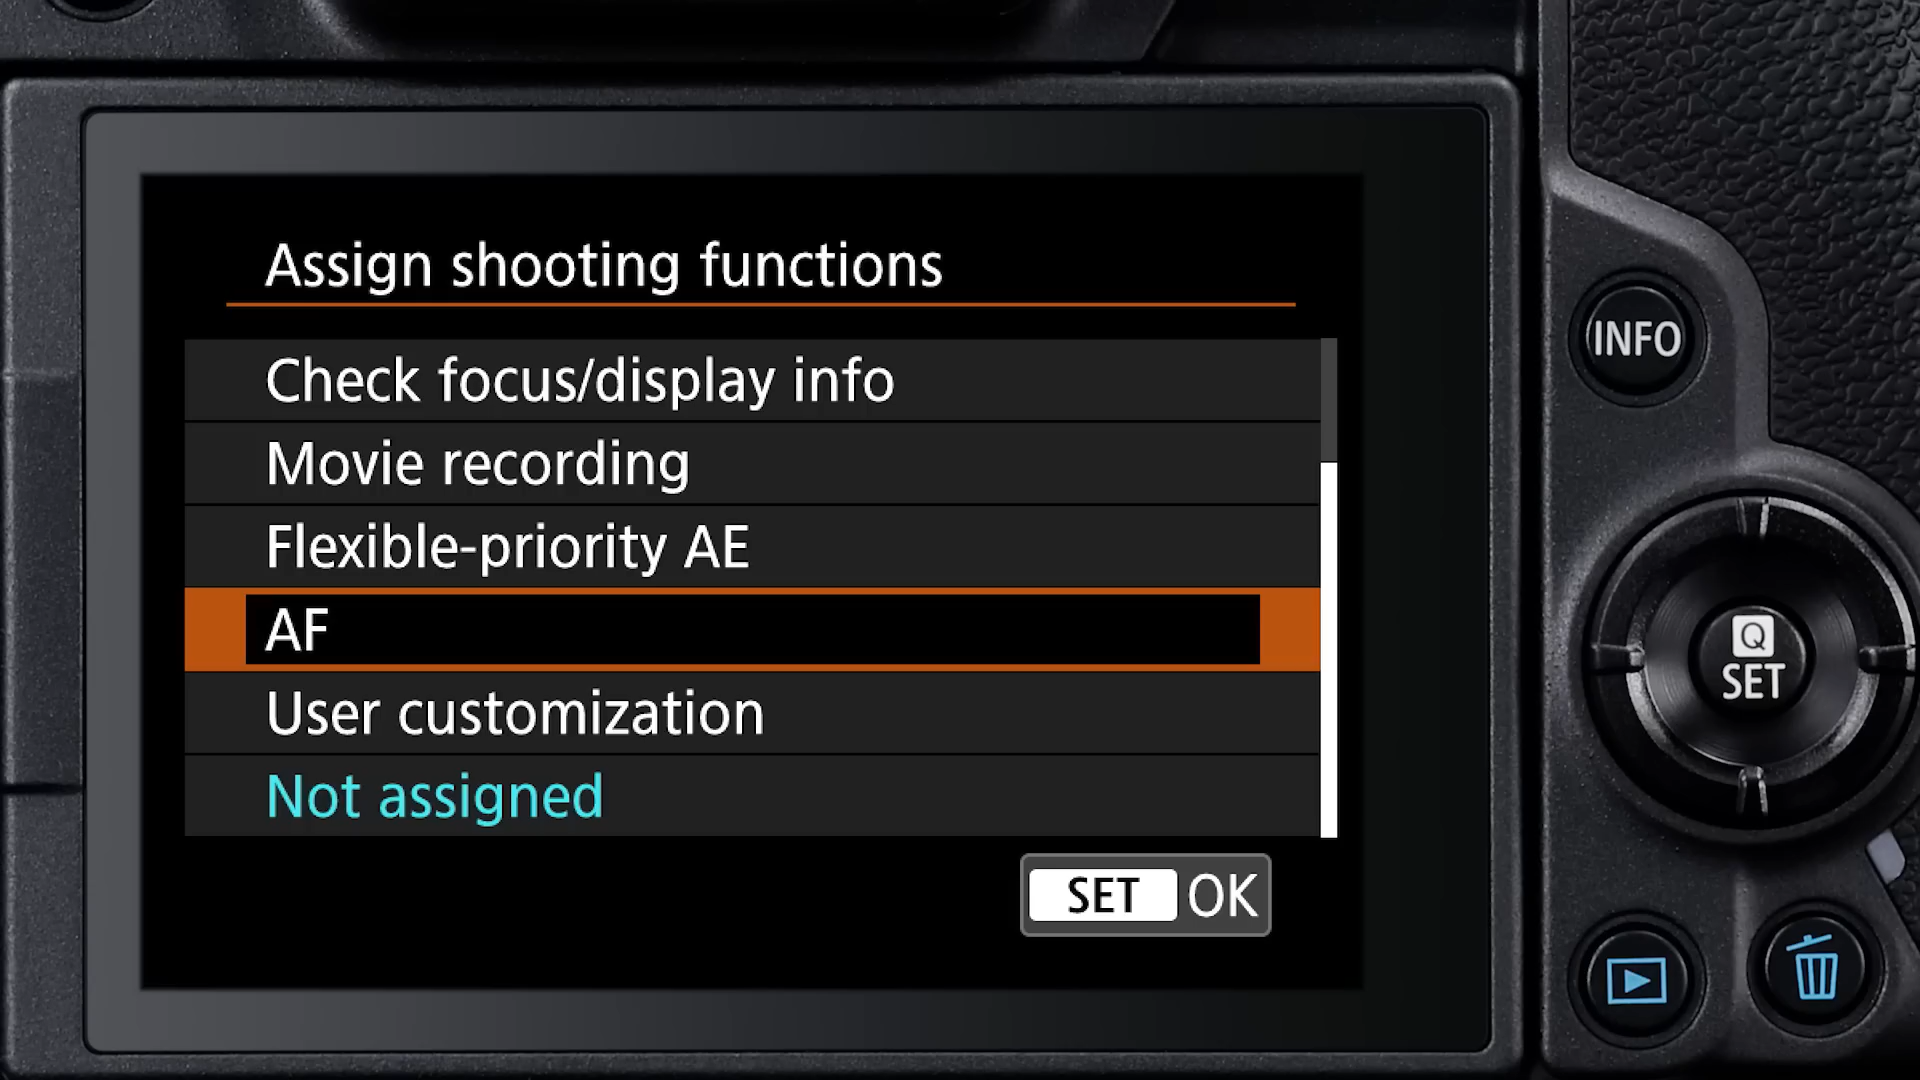 Assign shooting functions
Check focus/display info
Movie recording
Flexible-priority AE
AF
User customization
Not assigned
SET OK
INFO
Q
SET